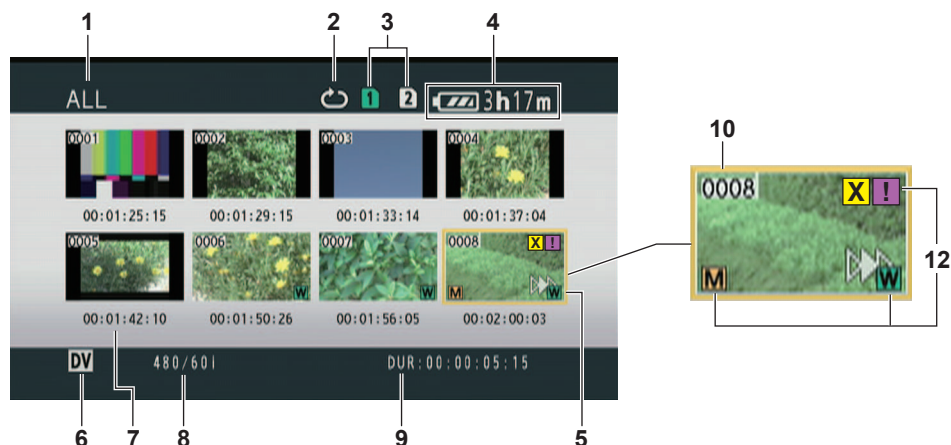 1 2 3 4
ALL 1 2 3h17m
0001 0002 0003 0004
00:01:25:15 00:01:29:15 00:01:33:14 00:01:37:04
0005 0006 W 0007 W 0008 X ! M W
00:01:42:10 00:01:50:26 00:01:56:05 00:02:00:03
DV 480/60i DUR:00:00:05:15
6 7 8 9 5
10
0008 X !
M W
12